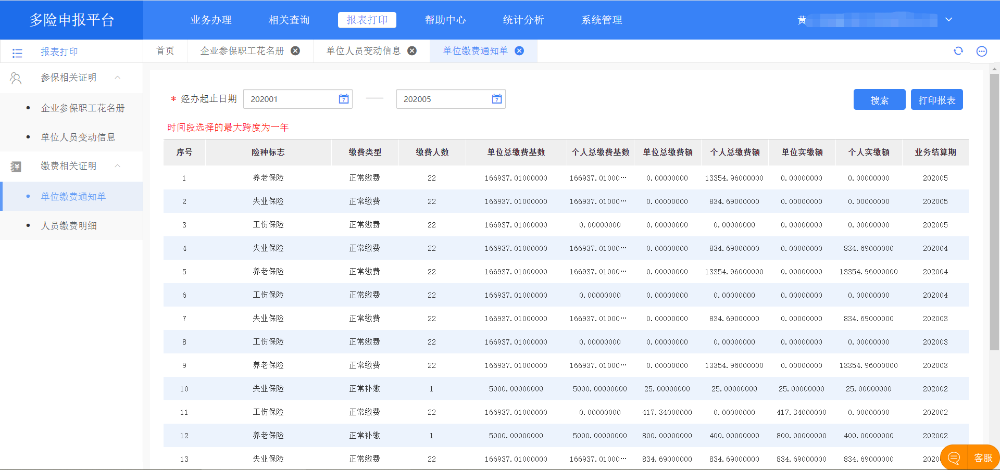 多险申报平台 业务办理 相关查询 报表打印 帮助中心 统计分析 系统管理 黄
报表打印 首页 企业参保职工花名册 单位人员变动信息 单位缴费通知单
参保相关证明
企业参保职工花名册
单位人员变动信息
缴费相关证明
单位缴费通知单
人员缴费明细
* 经办起止日期 202001 7 — 202005 7 搜索 打印报表
时间段选择的最大跨度为一年
序号 险种标志 缴费类型 缴费人数 单位总缴费基数 个人总缴费基数 单位总缴费额 个人总缴费额 单位实缴额 个人实缴额 业务结算期
1 养老保险 正常缴费 22 166937.01000000 166937.01000… 0.00000000 13354.96000000 0.00000000 0.00000000 202005
2 失业保险 正常缴费 22 166937.01000000 166937.01000… 0.00000000 834.69000000 0.00000000 0.00000000 202005
3 工伤保险 正常缴费 22 166937.01000000 0.00000000 0.00000000 0.00000000 0.00000000 0.00000000 202005
4 失业保险 正常缴费 22 166937.01000000 166937.01000… 0.00000000 834.69000000 0.00000000 834.69000000 202004
5 养老保险 正常缴费 22 166937.01000000 166937.01000… 0.00000000 13354.96000000 0.00000000 13354.96000000 202004
6 工伤保险 正常缴费 22 166937.01000000 0.00000000 0.00000000 0.00000000 0.00000000 0.00000000 202004
7 失业保险 正常缴费 22 166937.01000000 166937.01000… 0.00000000 834.69000000 0.00000000 834.69000000 202003
8 工伤保险 正常缴费 22 166937.01000000 0.00000000 0.00000000 0.00000000 0.00000000 0.00000000 202003
9 养老保险 正常缴费 22 166937.01000000 166937.01000… 0.00000000 13354.96000000 0.00000000 13354.96000000 202003
10 失业保险 正常补缴 1 5000.00000000 5000.00000000 25.00000000 25.00000000 25.00000000 25.00000000 202002
11 工伤保险 正常缴费 22 166937.01000000 0.00000000 417.34000000 0.00000000 417.34000000 0.00000000 202002
12 养老保险 正常补缴 1 5000.00000000 5000.00000000 800.00000000 400.00000000 800.00000000 400.00000000 202002
13 失业保险 正常缴费 22 166937.01000000 166937.01000… 834.69000000 834.69000000 834.69000000 834.69000000 2020
客服